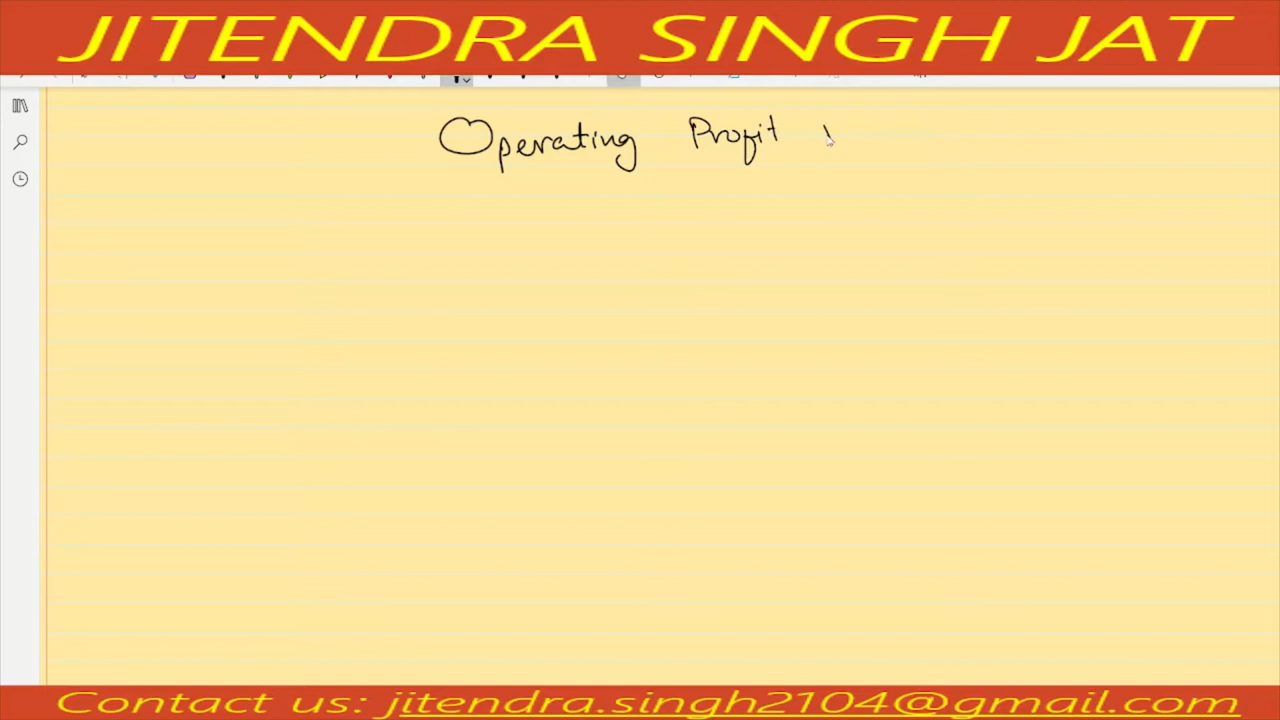 JITENDRA SINGH JAT
Operating Profit
Contact us: jitendra.singh2104@gmail.com